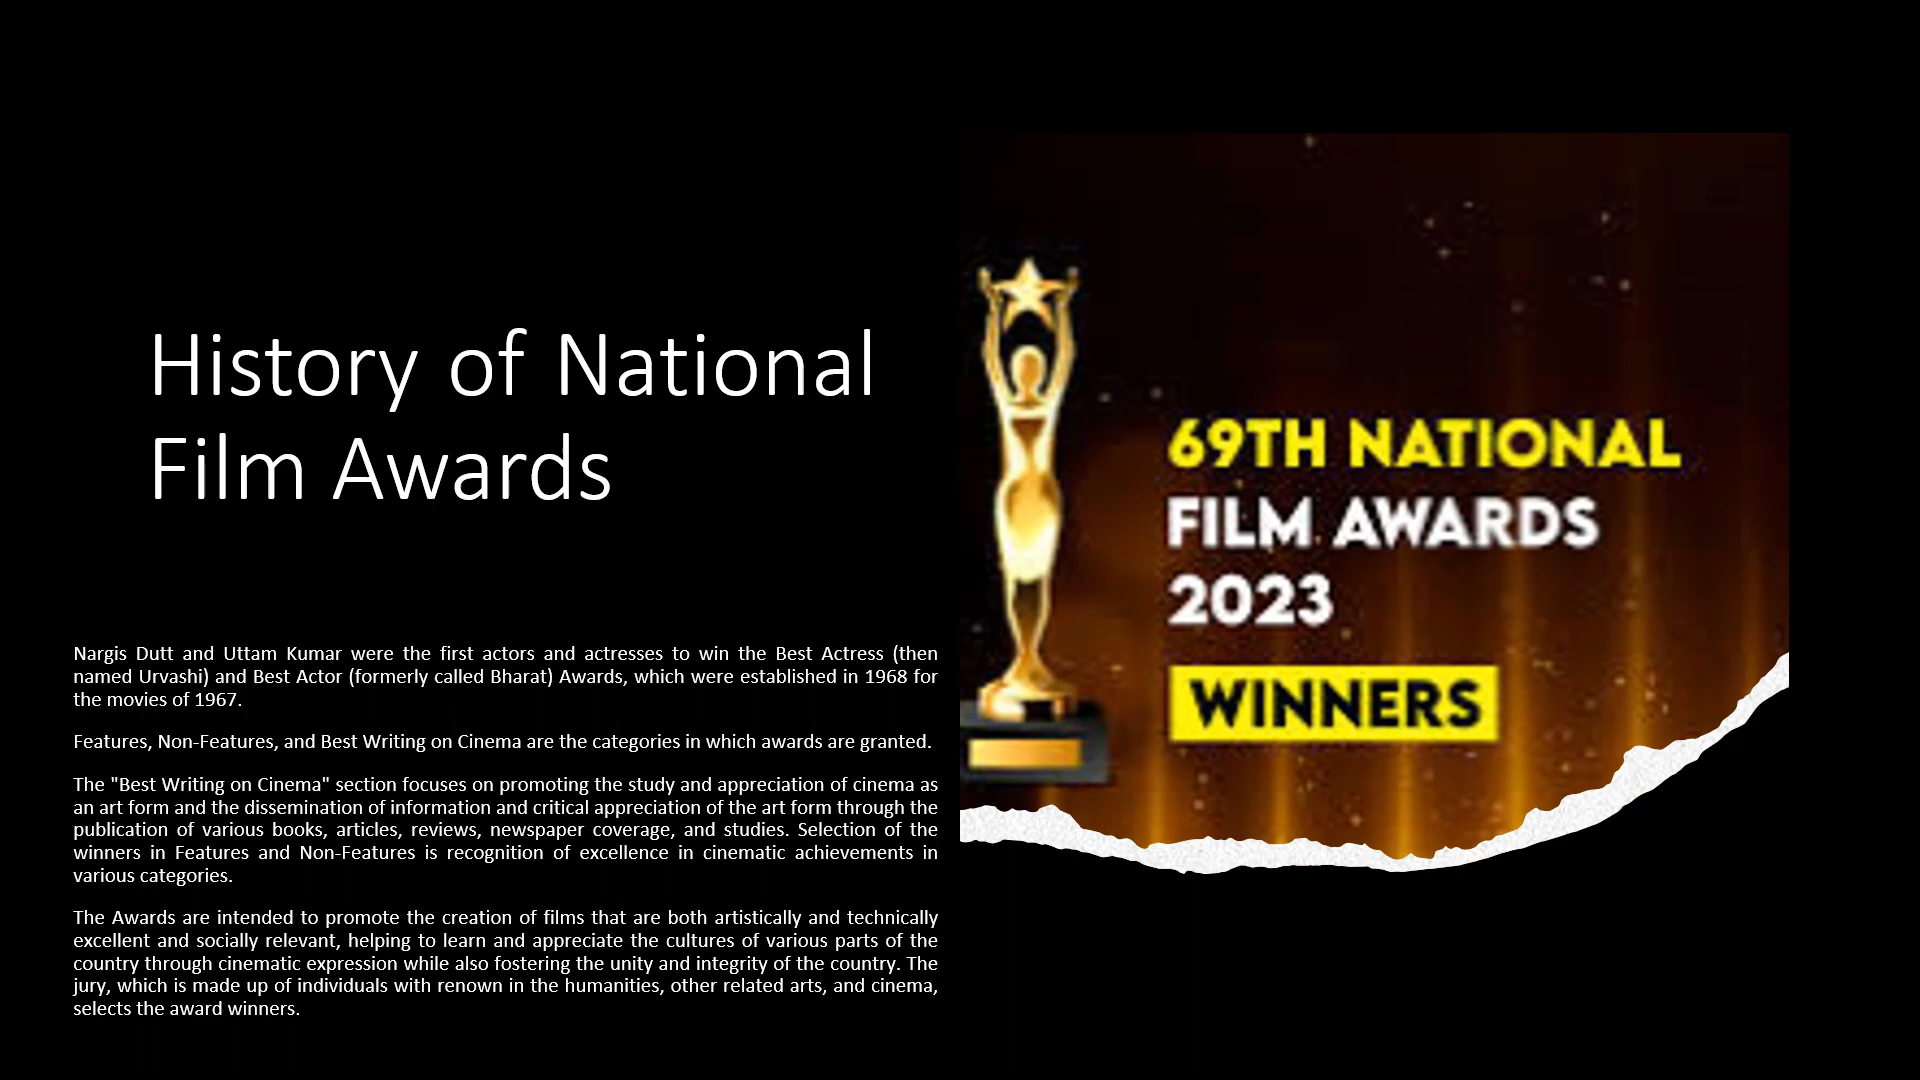 History of National
Film Awards
Nargis Dutt and Uttam Kumar were the first actors and actresses to win the Best Actress (then
named Urvashi) and Best Actor (formerly called Bharat) Awards, which were established in 1968 for
the movies of 1967.
Features, Non-Features, and Best Writing on Cinema are the categories in which awards are granted.
The "Best Writing on Cinema" section focuses on promoting the study and appreciation of cinema as
an art form and the dissemination of information and critical appreciation of the art form through the
publication of various books, articles, reviews, newspaper coverage, and studies. Selection of the
winners in Features and Non-Features is recognition of excellence in cinematic achievements in
various categories.
The Awards are intended to promote the creation of films that are both artistically and technically
excellent and socially relevant, helping to learn and appreciate the cultures of various parts of the
country through cinematic expression while also fostering the unity and integrity of the country. The
jury, which is made up of individuals with renown in the humanities, other related arts, and cinema,
selects the award winners.
69TH NATIONAL
FILM AWARDS
2023
WINNERS